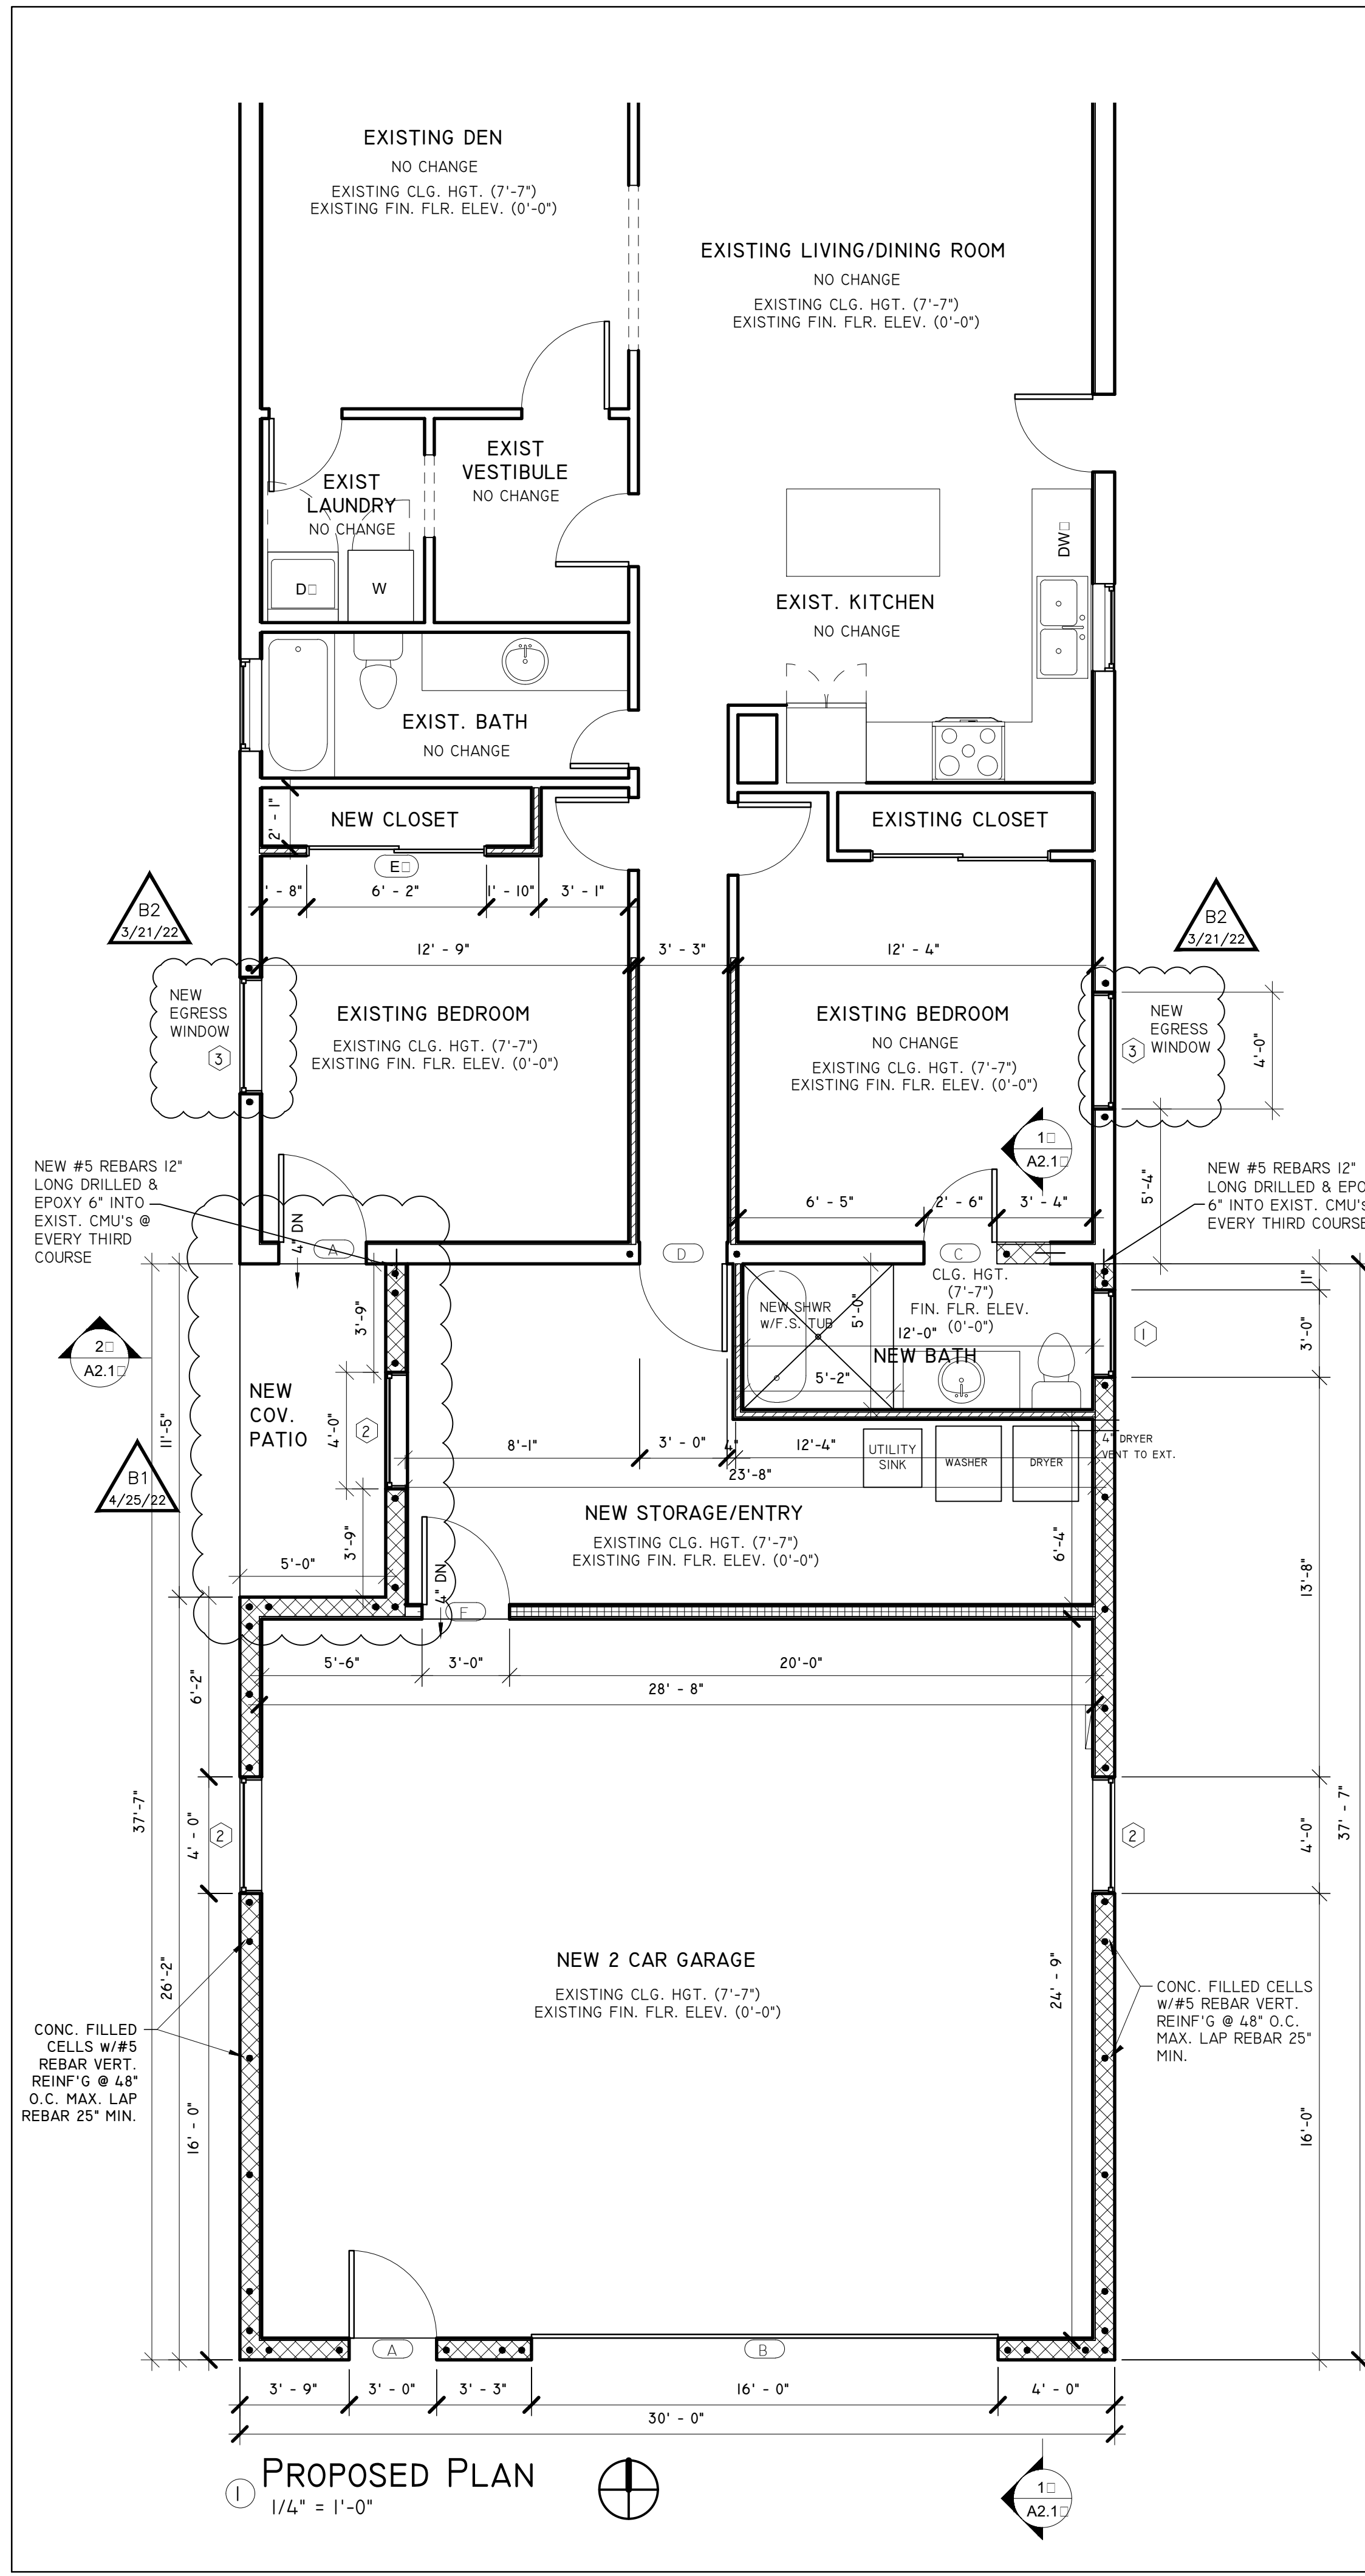 EXISTING DEN
NO CHANGE
EXISTING CLG. HGT. (7'-7")
EXISTING FIN. FLR. ELEV. (0'-0")
EXISTING LIVING/DINING ROOM
NO CHANGE
EXISTING CLG. HGT. (7'-7")
EXISTING FIN. FLR. ELEV. (0'-0")
EXIST
VESTIBULE
NO CHANGE
EXIST
LAUNDRY
NO CHANGE
D
W
DW
EXIST. KITCHEN
NO CHANGE
EXIST. BATH
NO CHANGE
2' - 1"
NEW CLOSET
EXISTING CLOSET
E
' - 8"
6' - 2"
1' - 10"
3' - 1"
B2
3/21/22
B2
3/21/22
12' - 9"
3' - 3"
12' - 4"
NEW
EGRESS
WINDOW
3
EXISTING BEDROOM
EXISTING CLG. HGT. (7'-7")
EXISTING FIN. FLR. ELEV. (0'-0")
EXISTING BEDROOM
NO CHANGE
EXISTING CLG. HGT. (7'-7")
EXISTING FIN. FLR. ELEV. (0'-0")
NEW
EGRESS
WINDOW
3
4'-0"
1
A2.1
5'-4"
NEW #5 REBARS 12"
LONG DRILLED &
EPOXY 6" INTO
EXIST. CMU's @
EVERY THIRD
COURSE
NEW #5 REBARS 12"
LONG DRILLED & EPO
6" INTO EXIST. CMU's
EVERY THIRD COURSE
6' - 5"
2' - 6"
3' - 4"
4" DN
A
D
C
CLG. HGT.
(7'-7")
FIN. FLR. ELEV.
(0'-0")
11"
NEW SHWR
w/F.S. TUB
5'-0"
12'-0"
NEW BATH
5'-2"
3'-9"
3'-0"
1
2
A2.1
NEW
COV.
PATIO
4'-0"
2
11'-5"
8'-1"
3' - 0"
4"
12'-4"
23'-8"
UTILITY
SINK
WASHER
DRYER
4" DRYER
VENT TO EXT.
B1
4/25/22
NEW STORAGE/ENTRY
EXISTING CLG. HGT. (7'-7")
EXISTING FIN. FLR. ELEV. (0'-0")
3'-9"
5'-0"
6'-4"
13'-8"
4" DN
F
5'-6"
3'-0"
20'-0"
28' - 8"
6'-2"
37'-7"
4' - 0"
2
2
4'-0"
37' - 7"
NEW 2 CAR GARAGE
EXISTING CLG. HGT. (7'-7")
EXISTING FIN. FLR. ELEV. (0'-0")
26'-2"
24' - 9"
CONC. FILLED
CELLS w/#5
REBAR VERT.
REINF'G @ 48"
O.C. MAX. LAP
REBAR 25" MIN.
CONC. FILLED CELLS
w/#5 REBAR VERT.
REINF'G @ 48" O.C.
MAX. LAP REBAR 25"
MIN.
16' - 0"
16'-0"
A
B
3' - 9"
3' - 0"
3' - 3"
16' - 0"
4' - 0"
30' - 0"
1
PROPOSED PLAN
1/4" = 1'-0"
1
A2.1